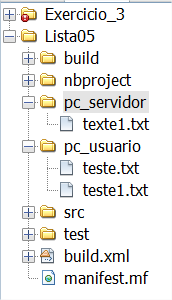 Exercicio_3
Lista05
build
nbproject
pc_servidor
texte1.txt
pc_usuario
teste.txt
teste1.txt
src
test
build.xml
manifest.mf